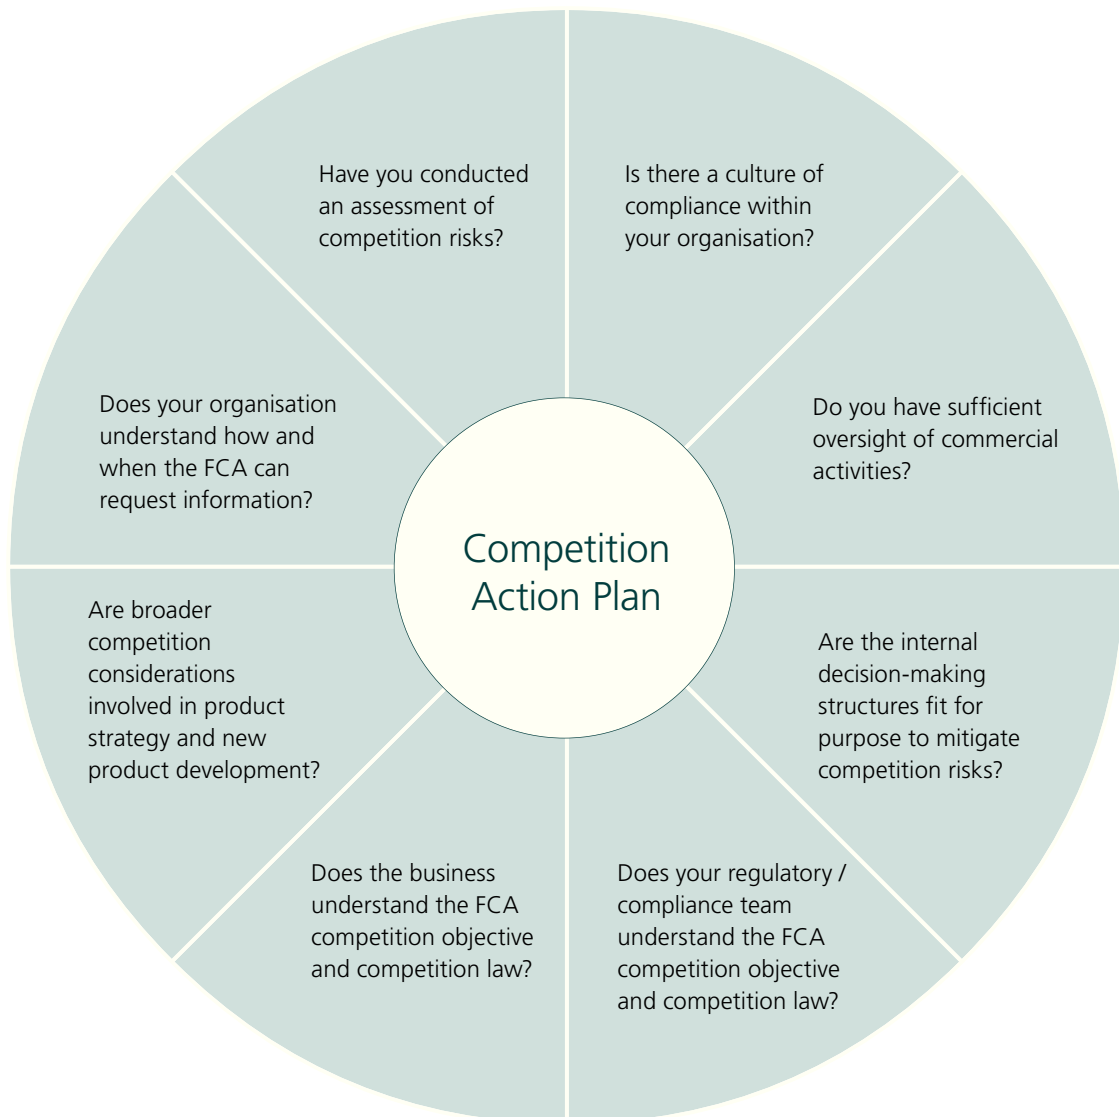 Have you conducted
an assessment of
competition risks?
Is there a culture of
compliance within
your organisation?
Do you have sufficient
oversight of commercial
activities?
Are the internal
decision-making
structures fit for
purpose to mitigate
competition risks?
Does your regulatory /
compliance team
understand the FCA
competition objective
and competition law?
Does the business
understand the FCA
competition objective
and competition law?
Are broader
competition
considerations
involved in product
strategy and new
product development?
Does your organisation
understand how and
when the FCA can
request information?
Competition
Action Plan